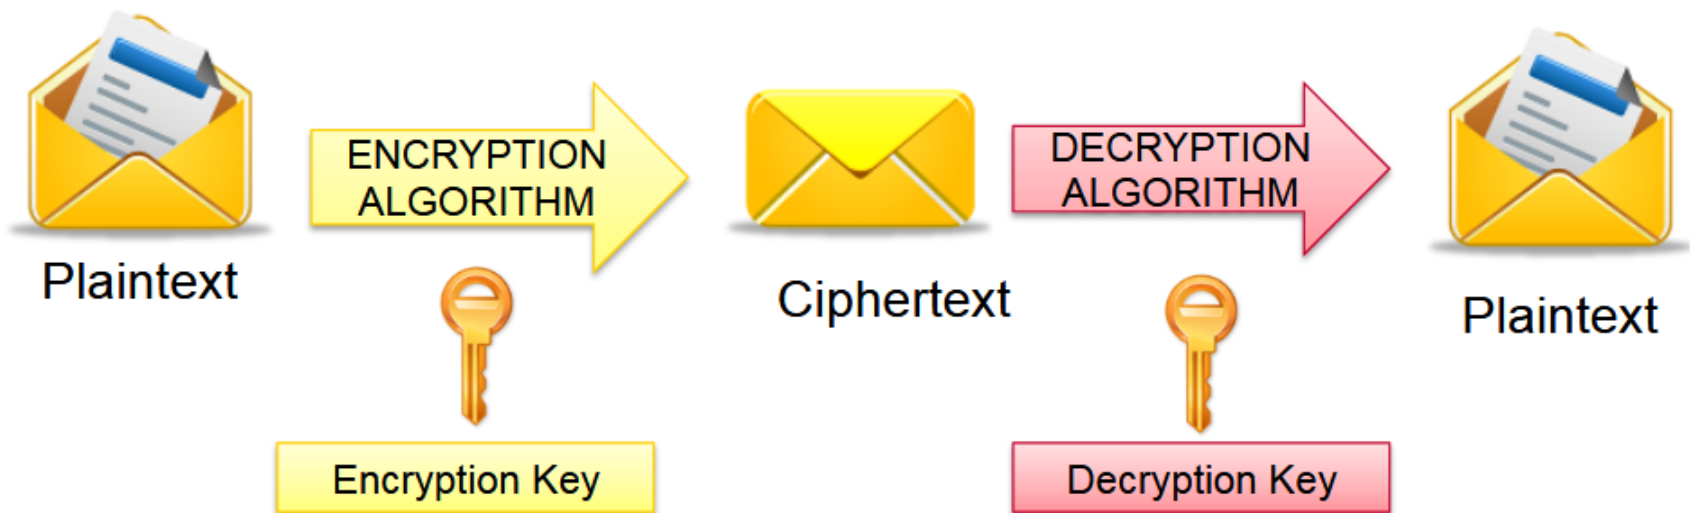 Plaintext
ENCRYPTION
ALGORITHM
Encryption Key
Ciphertext
DECRYPTION
ALGORITHM
Decryption Key
Plaintext